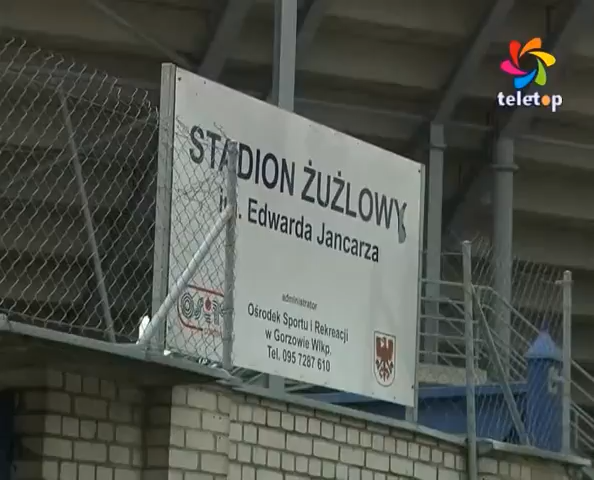 teletop
STADION ŻUŻLOWY
im. Edwarda Jancarza
administrator
Ośrodek Sportu i Rekreacji
w Gorzowie Wlkp.
Tel. 095 7287 610